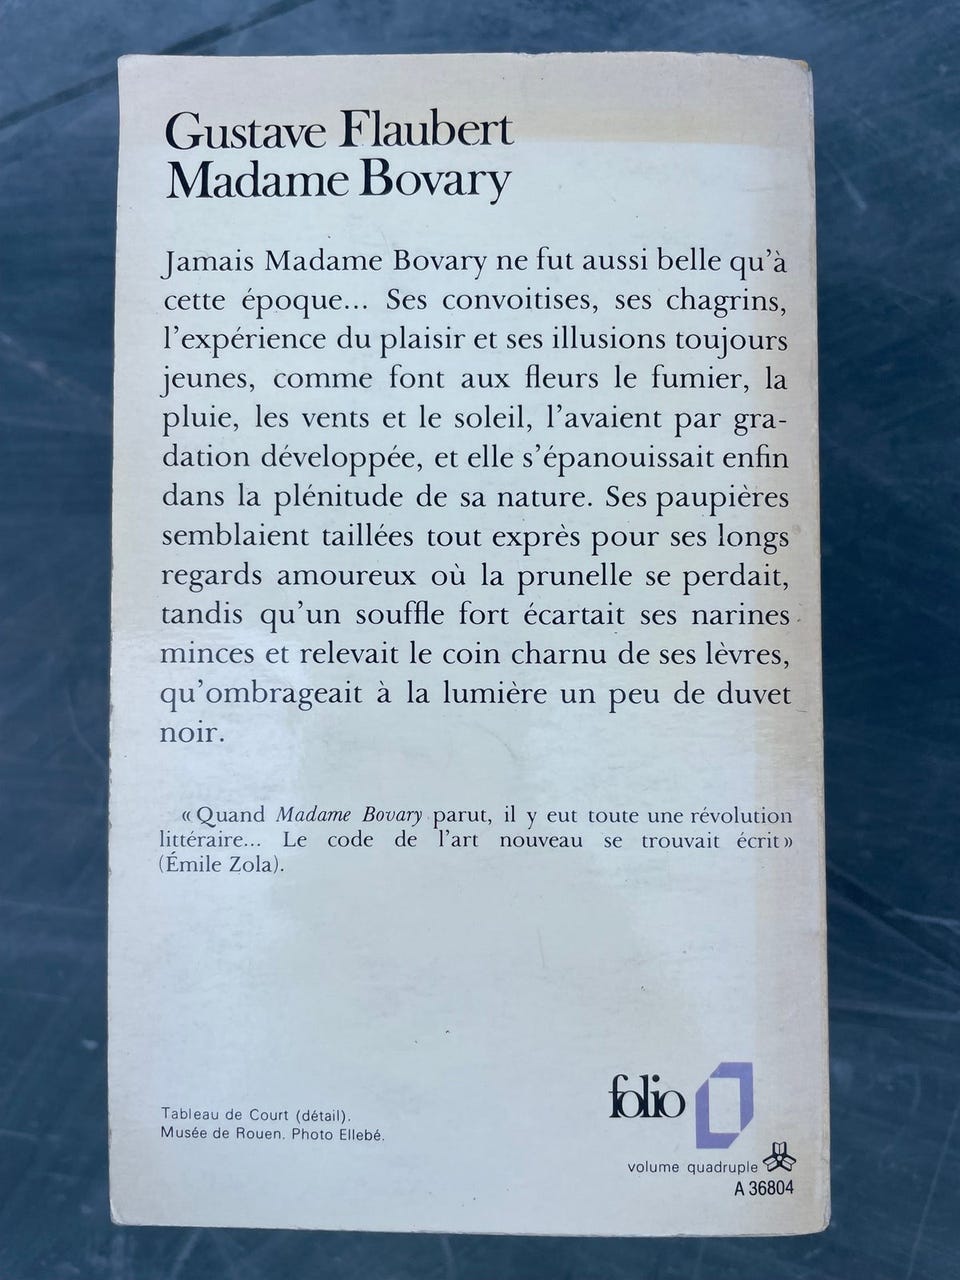 Gustave Flaubert
Madame Bovary
Jamais Madame Bovary ne fut aussi belle qu'à
cette époque... Ses convoitises, ses chagrins,
l'expérience du plaisir et ses illusions toujours
jeunes, comme font aux fleurs le fumier, la
pluie, les vents et le soleil, l'avaient par gra-
dation développée, et elle s'épanouissait enfin
dans la plénitude de sa nature. Ses paupières
semblaient taillées tout exprès pour ses longs
regards amoureux où la prunelle se perdait,
tandis qu'un souffle fort écartait ses narines
minces et relevait le coin charnu de ses lèvres,
qu'ombrageait à la lumière un peu de duvet
noir.
« Quand Madame Bovary parut, il y eut toute une révolution
littéraire... Le code de l'art nouveau se trouvait écrit »
(Émile Zola).
Tableau de Court (détail).
Musée de Rouen. Photo Ellebé.
folio
volume quadruple
A 36804